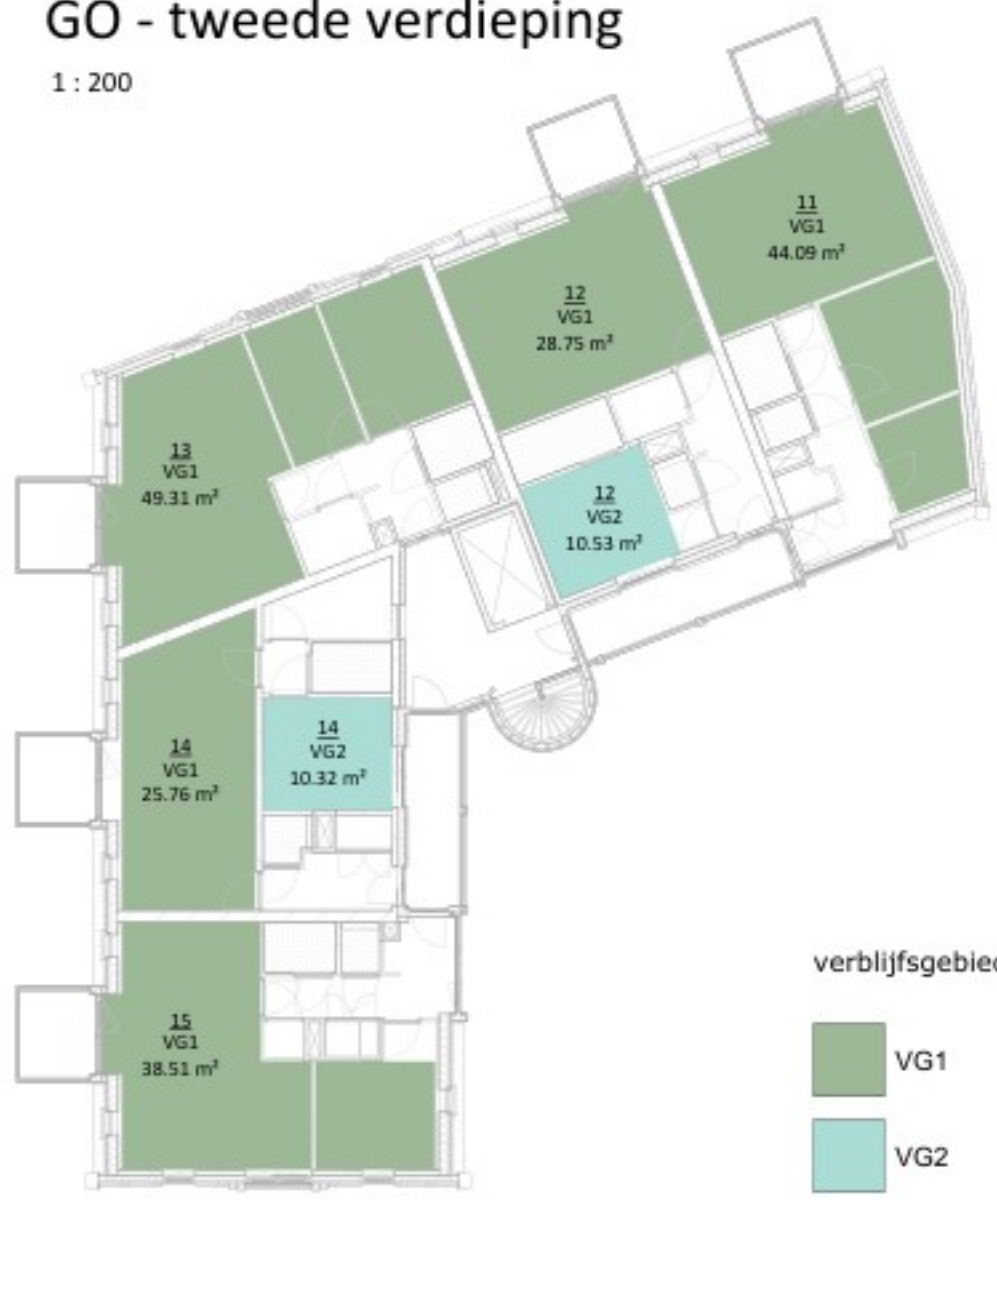 GO - tweede verdieping
1 : 200
11
VG1
44.09 m²
12
VG1
28.75 m²
13
VG1
49.31 m²
12
VG2
10.53 m²
14
VG1
25.76 m²
14
VG2
10.32 m²
15
VG1
38.51 m²
verblijfsgebied
VG1
VG2